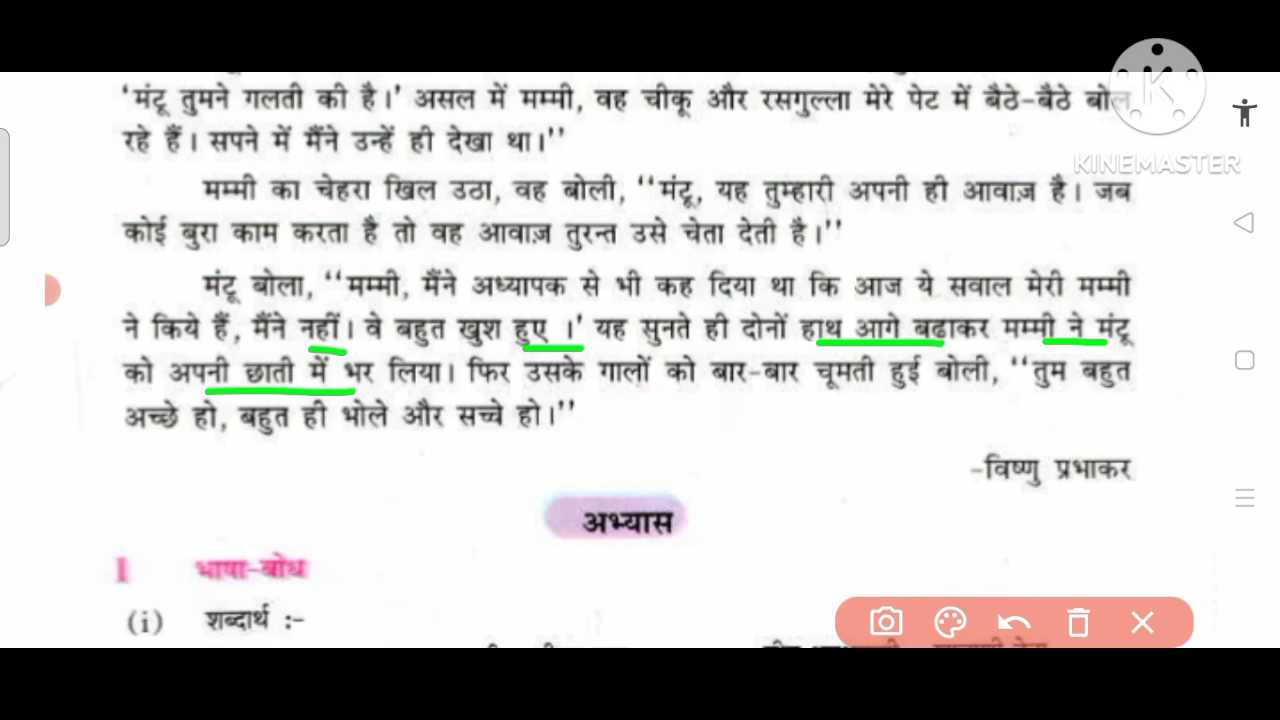 'मंटू तुमने गलती की है।' असल में मम्मी, वह चीकू और रसगुल्ला मेरे पेट में बैठे-बैठे बोल
रहे हैं। सपने में मैंने उन्हें ही देखा था।''
मम्मी का चेहरा खिल उठा, वह बोली, ''मंटू, यह तुम्हारी अपनी ही आवाज़ है। जब
कोई बुरा काम करता है तो वह आवाज़ तुरन्त उसे चेता देती है।''
मंटू बोला, ''मम्मी, मैंने अध्यापक से भी कह दिया था कि आज ये सवाल मेरी मम्मी
ने किये हैं, मैंने नहीं। वे बहुत खुश हुए ।' यह सुनते ही दोनों हाथ आगे बढाकर मम्मी ने मंटू
को अपनी छाती में भर लिया। फिर उसके गालों को बार-बार चूमती हुई बोली, ''तुम बहुत
अच्छे हो, बहुत ही भोले और सच्चे हो।''
-विष्णु प्रभाकर
अभ्यास
1 भाषा-बोध
(i) शब्दार्थ :-
K
KINEMASTER